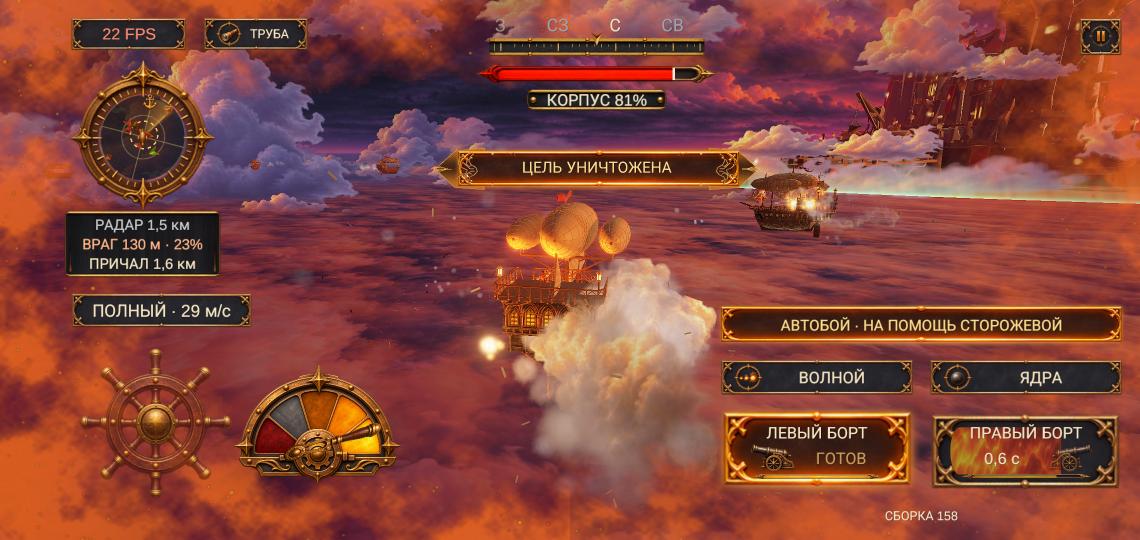 22 FPS
ТРУБА
З СЗ С СВ
КОРПУС 81%
ЦЕЛЬ УНИЧТОЖЕНА
РАДАР 1,5 км
ВРАГ 130 м · 23%
ПРИЧАЛ 1,6 км
ПОЛНЫЙ · 29 м/с
АВТОБОЙ · НА ПОМОЩЬ СТОРОЖЕВОЙ
ВОЛНОЙ
ЯДРА
ЛЕВЫЙ БОРТ
ГОТОВ
ПРАВЫЙ БОРТ
0,6 с
СБОРКА 158